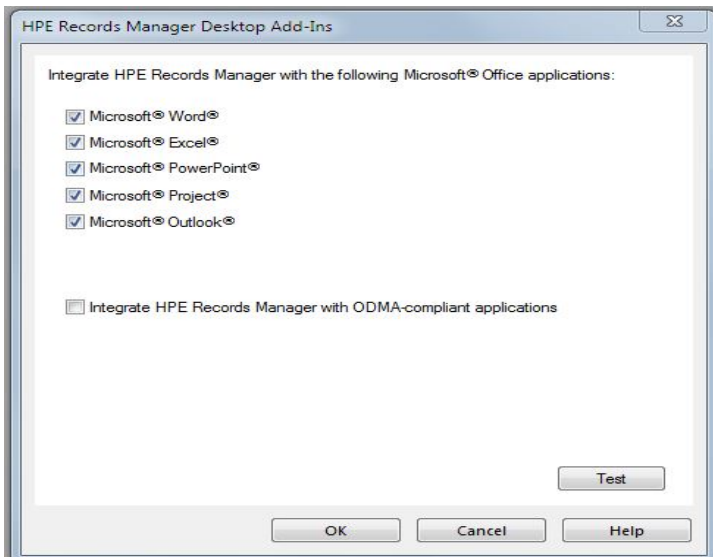 HPE Records Manager Desktop Add-Ins
Integrate HPE Records Manager with the following Microsoft® Office applications:
Microsoft® Word®
Microsoft® Excel®
Microsoft® PowerPoint®
Microsoft® Project®
Microsoft® Outlook®
Integrate HPE Records Manager with ODMA-compliant applications
Test
OK Cancel Help